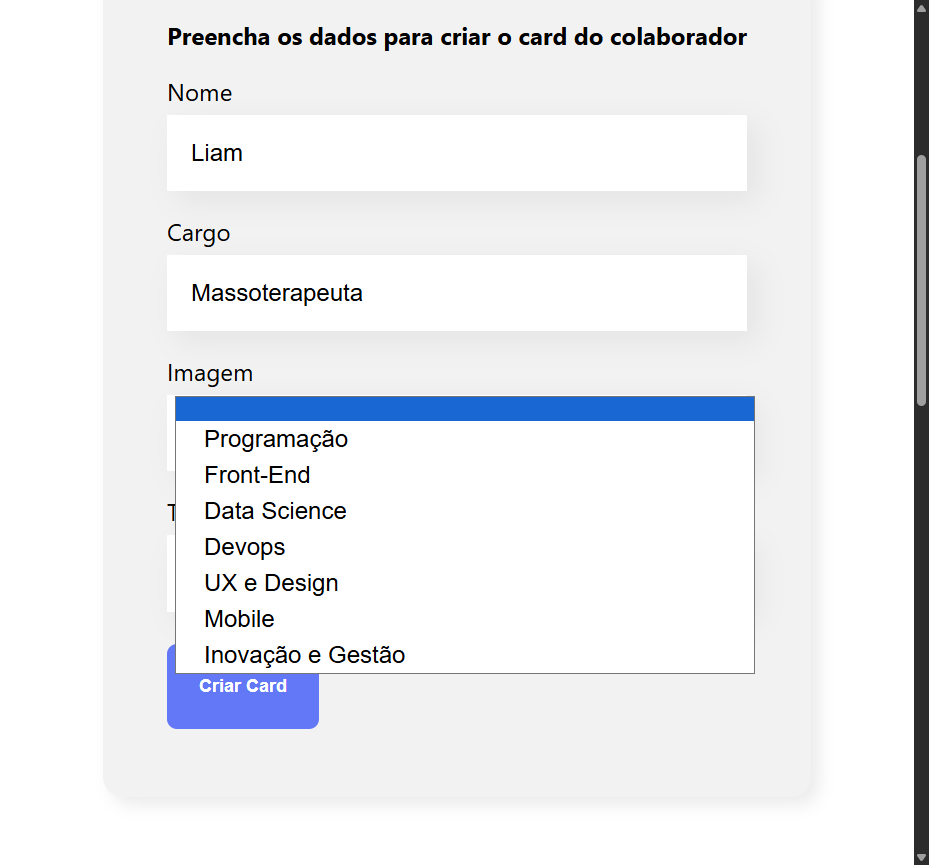 Preencha os dados para criar o card do colaborador
Nome
Liam
Cargo
Massoterapeuta
Imagem
Programação
Front-End
Data Science
Devops
UX e Design
Mobile
Inovação e Gestão
Criar Card